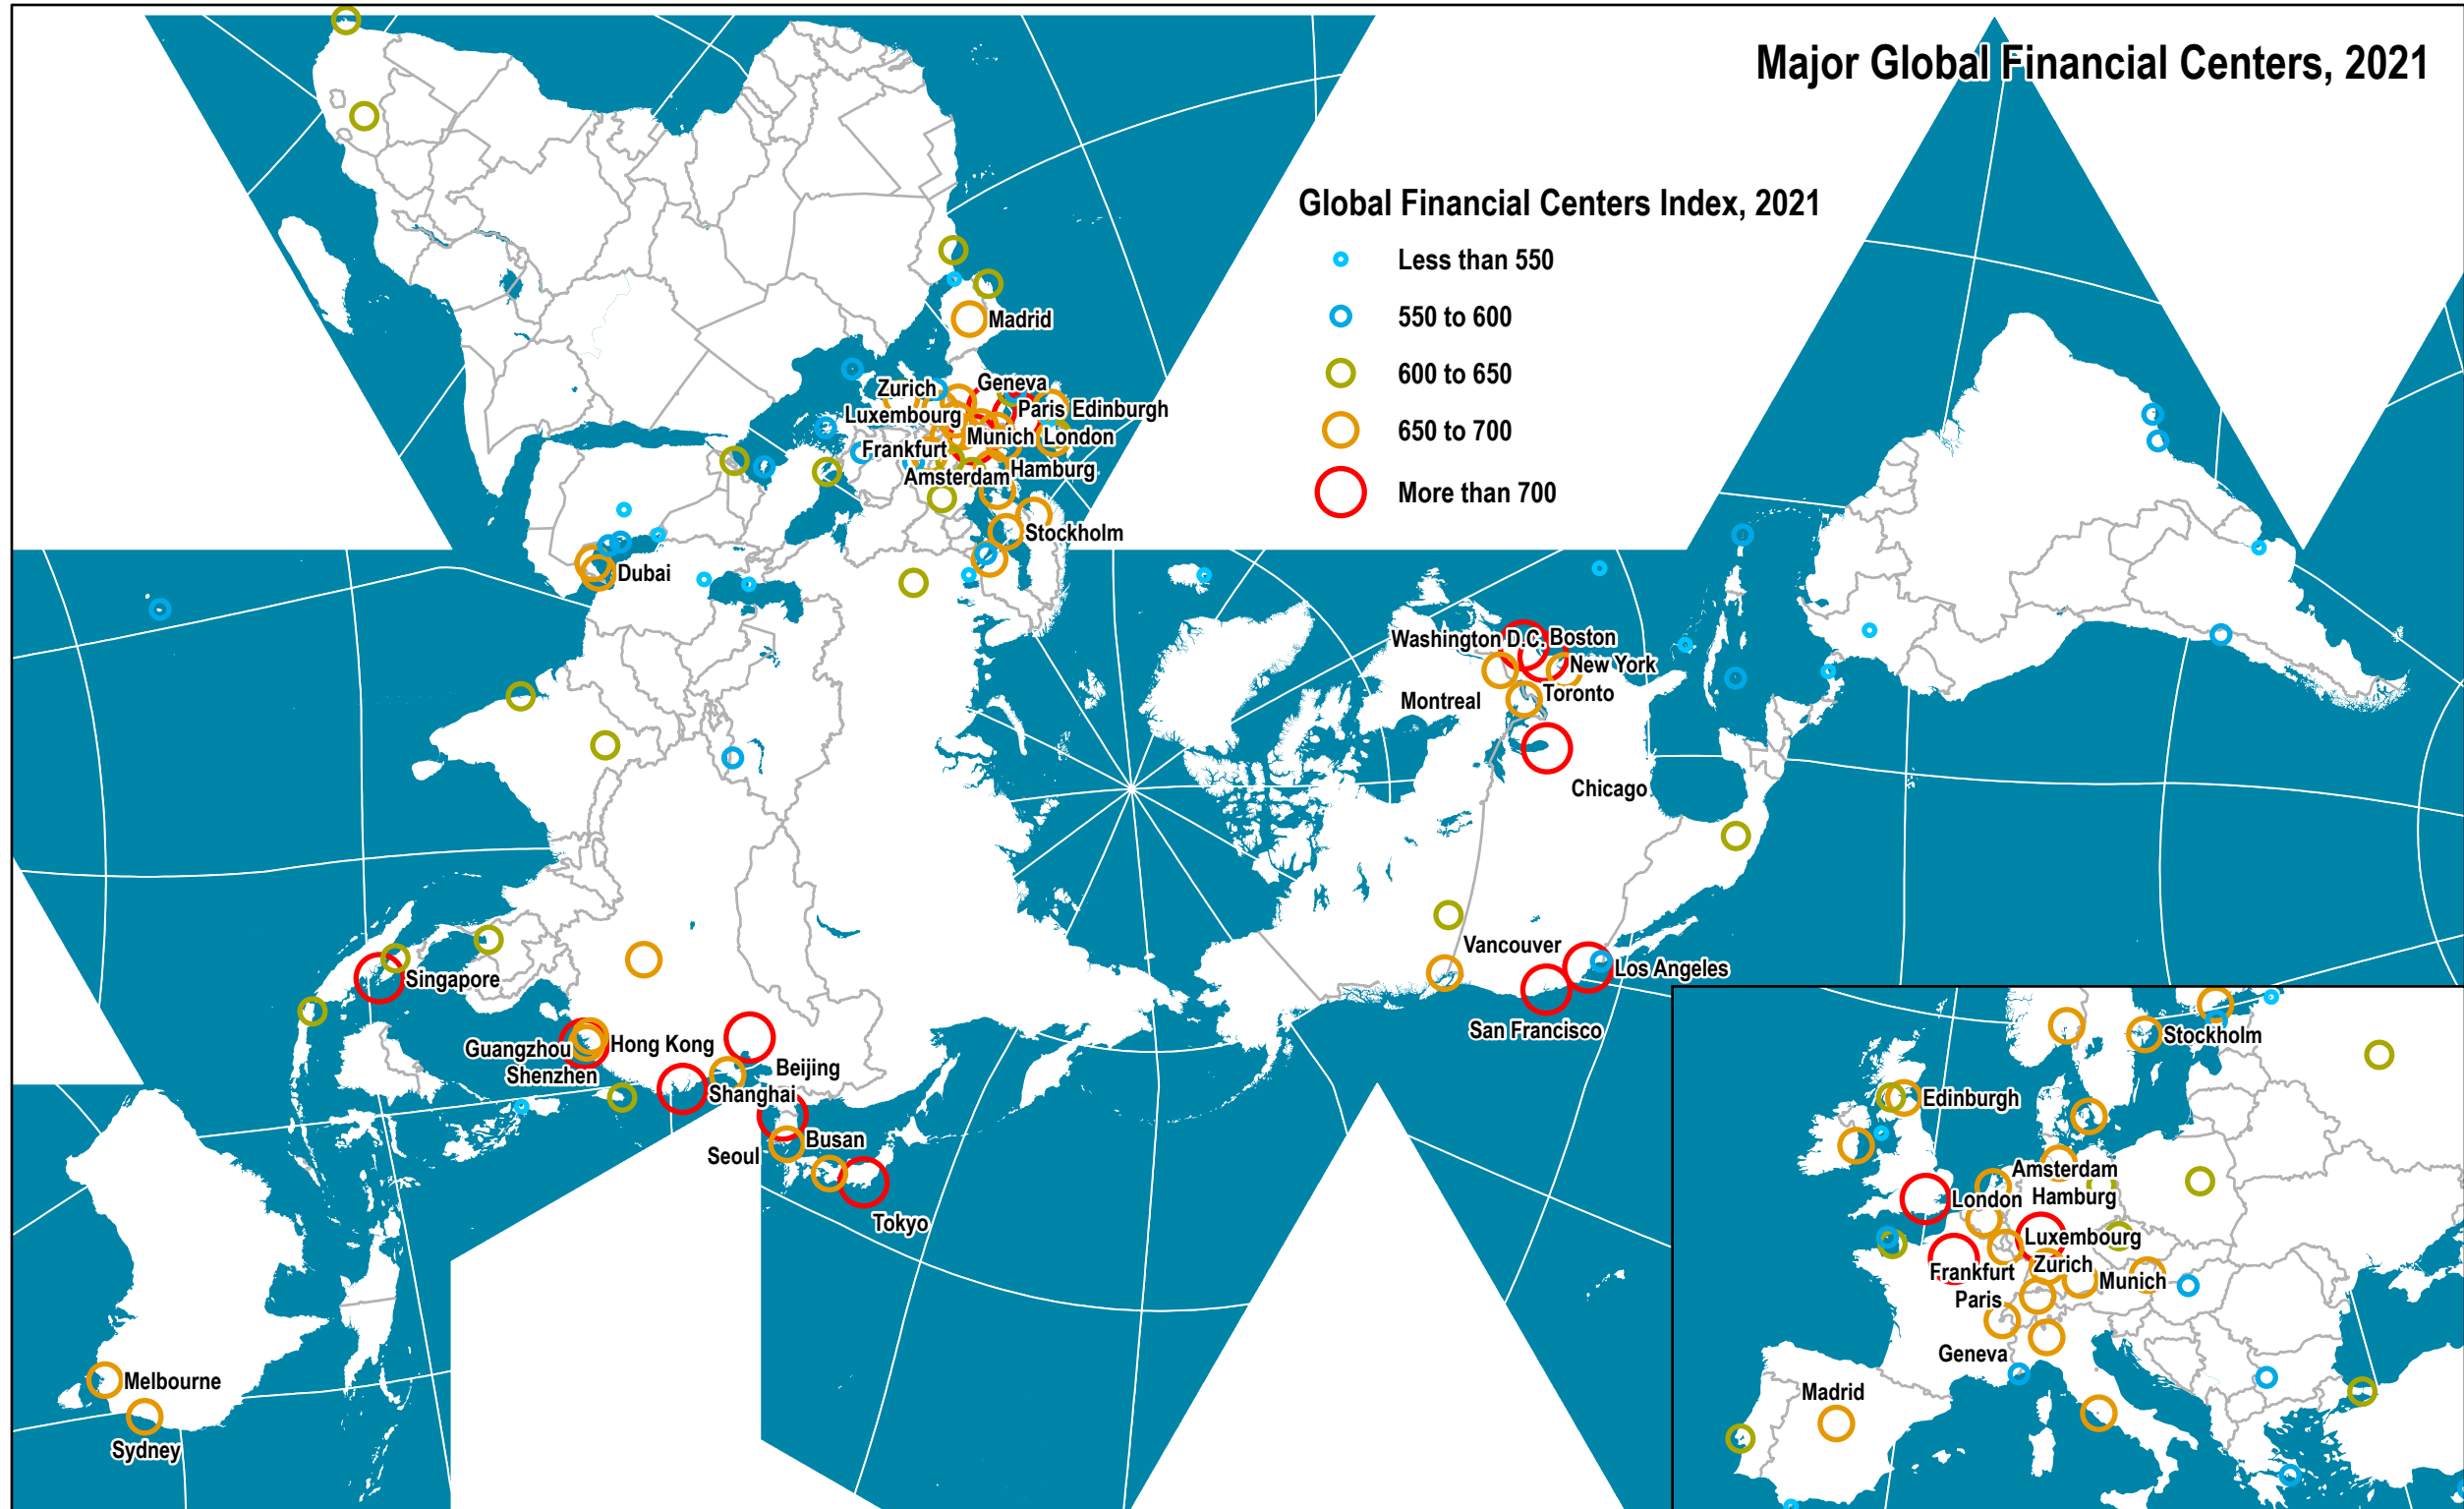 Major Global Financial Centers, 2021
Global Financial Centers Index, 2021
Less than 550
550 to 600
600 to 650
650 to 700
More than 700
Madrid
Zurich
Geneva
Luxembourg
Paris
Edinburgh
Munich
London
Frankfurt
Amsterdam
Hamburg
Stockholm
Dubai
Washington D.C.
Boston
New York
Montreal
Toronto
Chicago
Vancouver
Los Angeles
San Francisco
Singapore
Guangzhou
Hong Kong
Shenzhen
Beijing
Shanghai
Busan
Seoul
Tokyo
Melbourne
Sydney
Stockholm
Edinburgh
Amsterdam
London
Hamburg
Luxembourg
Frankfurt
Zurich
Munich
Paris
Geneva
Madrid